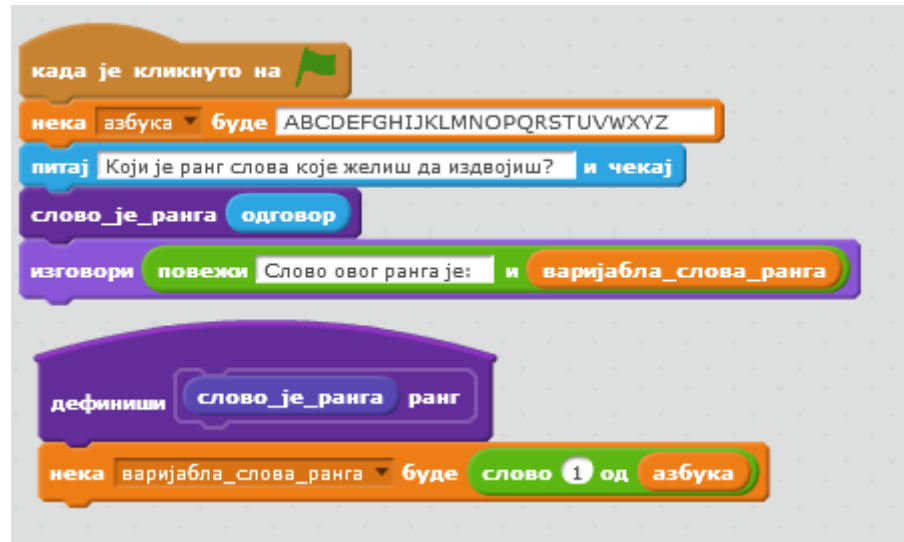 када је кликнуто на
нека азбука буде ABCDEFGHIJKLMNOPQRSTUVWXYZ
питај Који је ранг слова које желиш да издвојиш? и чекај
слово_је_ранга одговор
изговори повежи Слово овог ранга је: и варијабла_слова_ранга
дефиниши слово_је_ранга ранг
нека варијабла_слова_ранга буде слово 1 од азбука